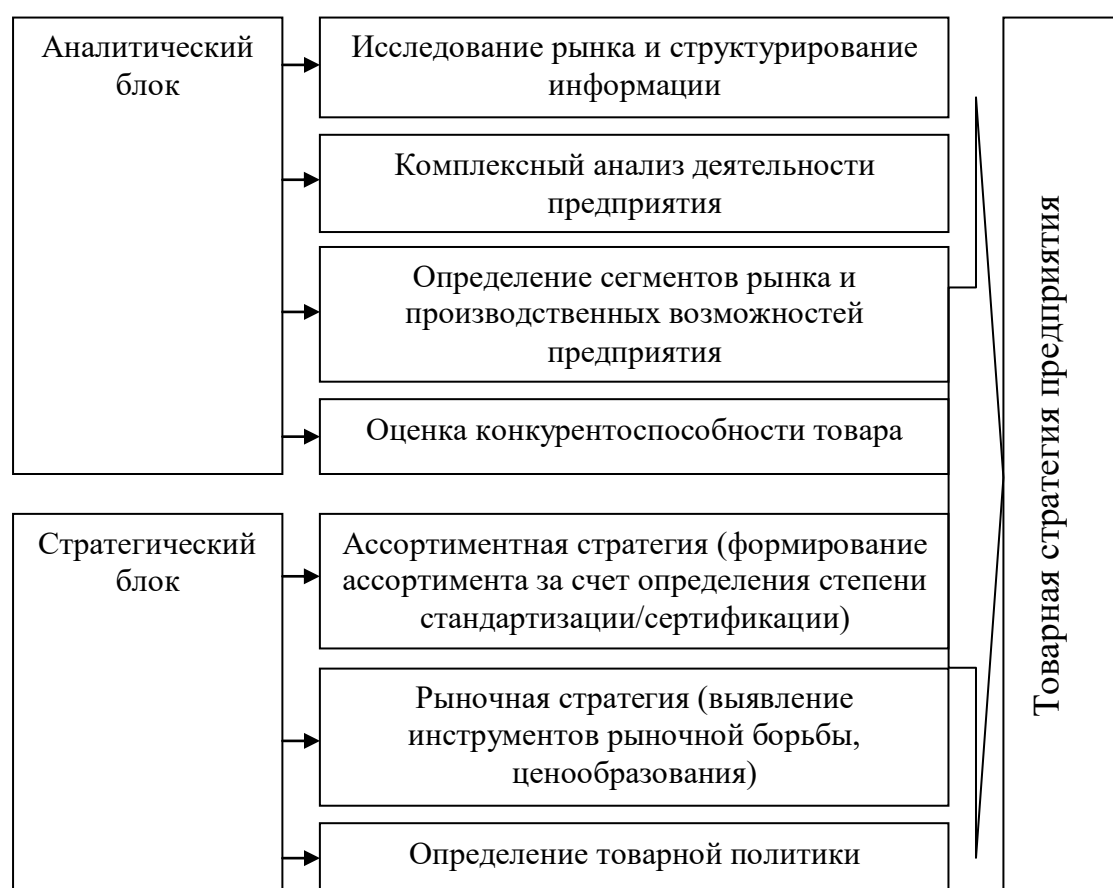 Аналитический
блок
Исследование рынка и структурирование
информации
Комплексный анализ деятельности
предприятия
Определение сегментов рынка и
производственных возможностей
предприятия
Оценка конкурентоспособности товара
Стратегический
блок
Ассортиментная стратегия (формирование
ассортимента за счет определения степени
стандартизации/сертификации)
Рыночная стратегия (выявление
инструментов рыночной борьбы,
ценообразования)
Определение товарной политики
Товарная стратегия предприятия